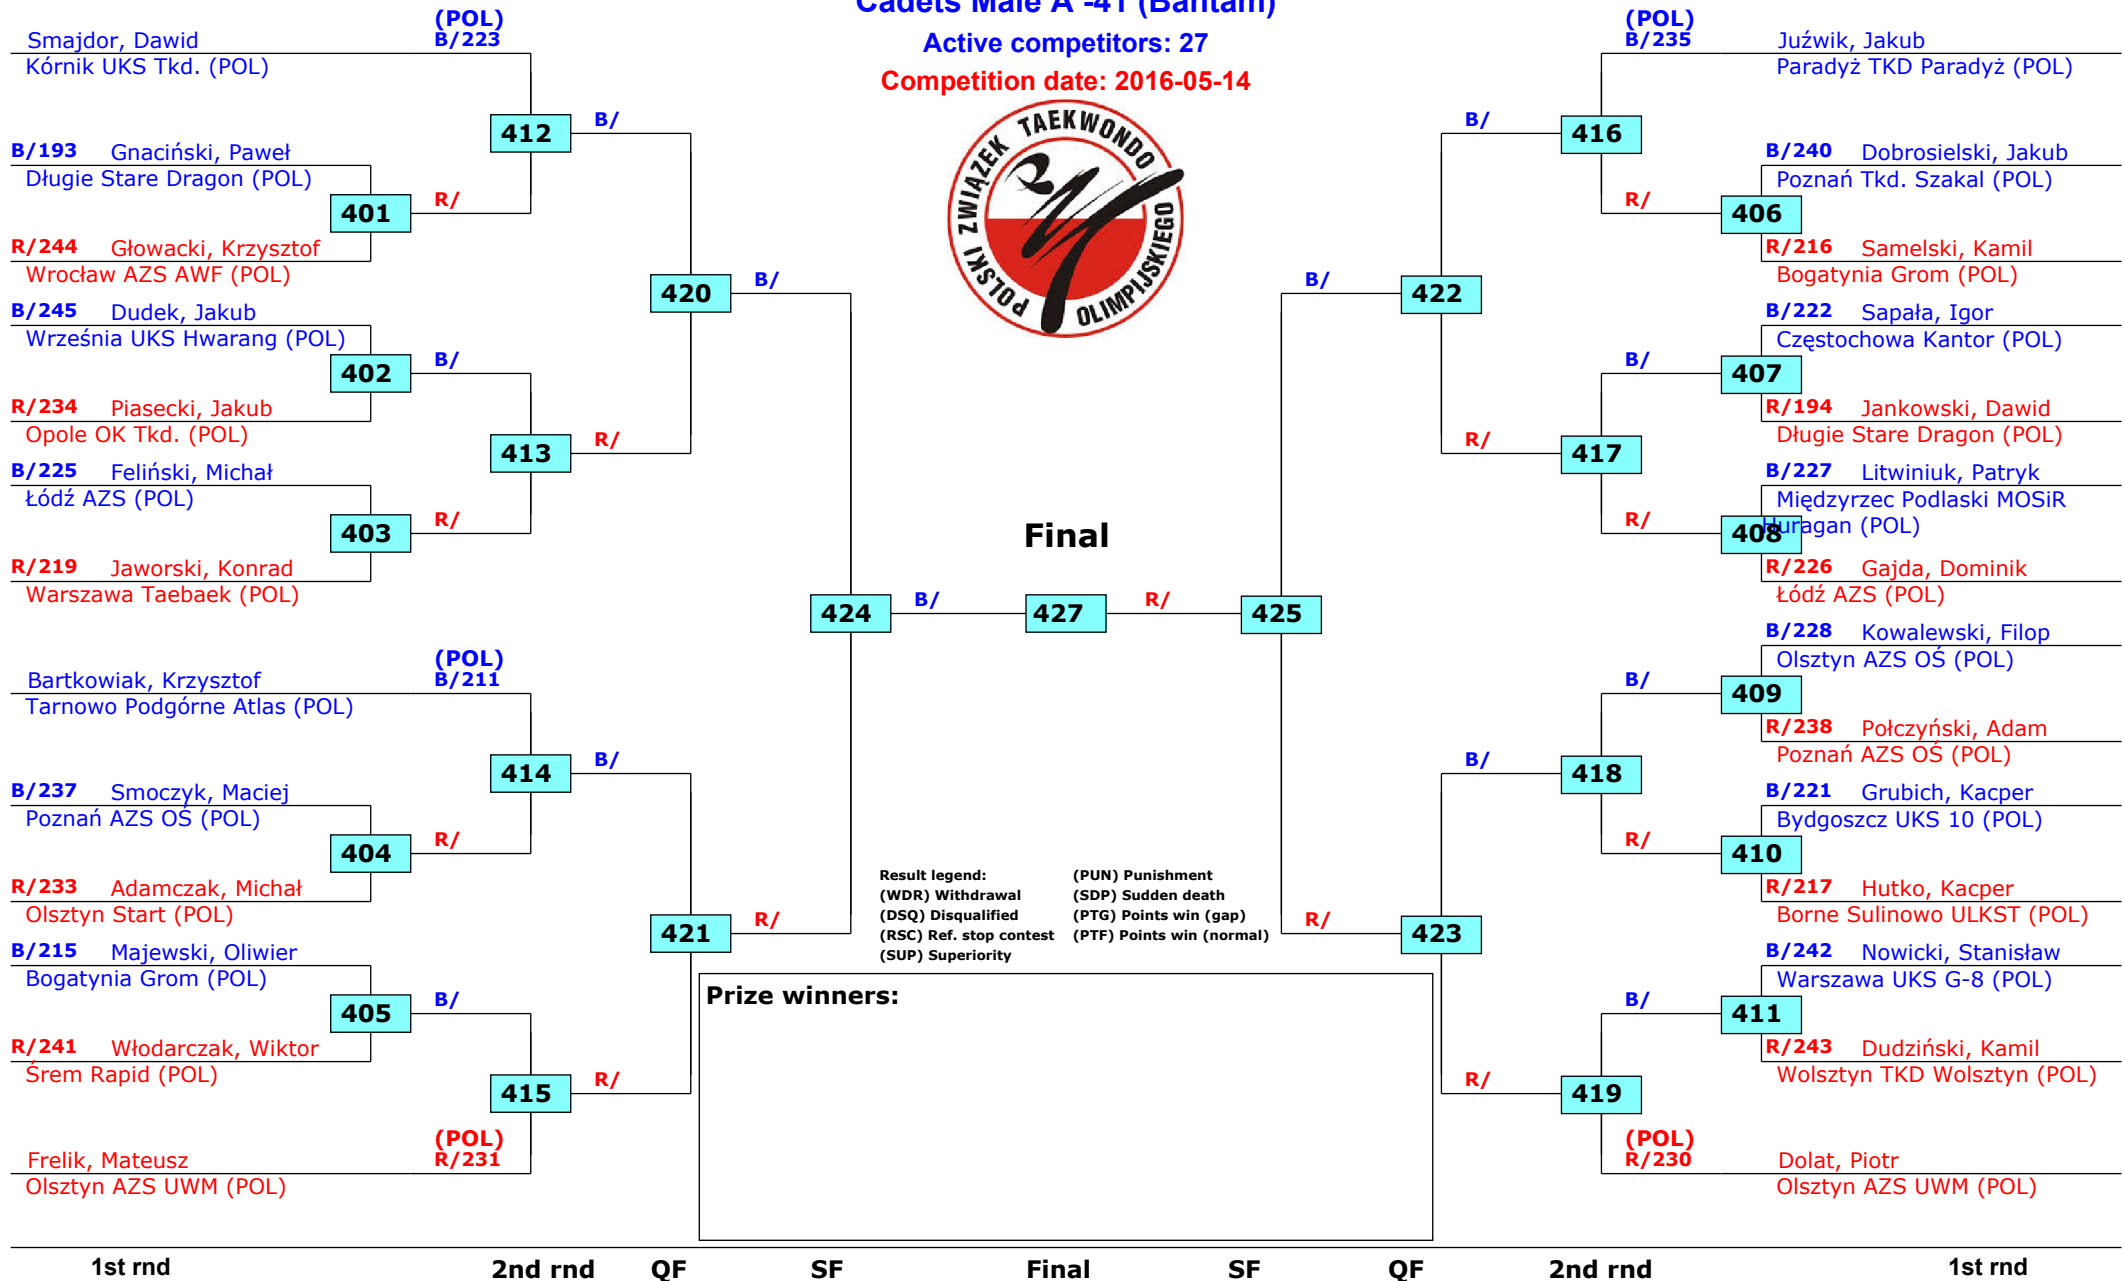 Cadets Male A -41 (Bantam)
Active competitors: 27
Competition date: 2016-05-14
POLSKI ZWIĄZEK TAEKWONDO OLIMPIJSKIEGO
(POL)
Smajdor, Dawid B/223
Kórnik UKS Tkd. (POL)
412
B/
B/193 Gnaciński, Paweł
Długie Stare Dragon (POL)
401
R/
R/244 Głowacki, Krzysztof
Wrocław AZS AWF (POL)
420
B/
B/245 Dudek, Jakub
Września UKS Hwarang (POL)
402
B/
R/234 Piasecki, Jakub
Opole OK Tkd. (POL)
413
R/
B/225 Feliński, Michał
Łódź AZS (POL)
403
R/
R/219 Jaworski, Konrad
Warszawa Taebaek (POL)
424
B/
(POL)
Bartkowiak, Krzysztof B/211
Tarnowo Podgórne Atlas (POL)
414
B/
B/237 Smoczyk, Maciej
Poznań AZS OŚ (POL)
404
R/
R/233 Adamczak, Michał
Olsztyn Start (POL)
421
R/
B/215 Majewski, Oliwier
Bogatynia Grom (POL)
405
B/
R/241 Włodarczak, Wiktor
Śrem Rapid (POL)
415
R/
(POL)
Frelik, Mateusz R/231
Olsztyn AZS UWM (POL)
Final
427
R/
425
(POL)
B/235 Juźwik, Jakub
Paradyż TKD Paradyż (POL)
B/
416
B/240 Dobrosielski, Jakub
Poznań Tkd. Szakal (POL)
R/
406
R/216 Samelski, Kamil
Bogatynia Grom (POL)
B/
422
B/222 Sapała, Igor
Częstochowa Kantor (POL)
B/
407
R/194 Jankowski, Dawid
Długie Stare Dragon (POL)
R/
417
B/227 Litwiniuk, Patryk
Międzyrzec Podlaski MOSiR
Huragan (POL)
R/
408
R/226 Gajda, Dominik
Łódź AZS (POL)
B/228 Kowalewski, Filop
Olsztyn AZS OŚ (POL)
B/
409
R/238 Połczyński, Adam
Poznań AZS OŚ (POL)
B/
418
B/221 Grubich, Kacper
Bydgoszcz UKS 10 (POL)
R/
410
R/217 Hutko, Kacper
Borne Sulinowo ULKST (POL)
R/
423
B/242 Nowicki, Stanisław
Warszawa UKS G-8 (POL)
B/
411
R/243 Dudziński, Kamil
Wolsztyn TKD Wolsztyn (POL)
R/
419
(POL)
R/230 Dolat, Piotr
Olsztyn AZS UWM (POL)
Result legend: (PUN) Punishment
(WDR) Withdrawal (SDP) Sudden death
(DSQ) Disqualified (PTG) Points win (gap)
(RSC) Ref. stop contest (PTF) Points win (normal)
(SUP) Superiority
Prize winners:
1st rnd 2nd rnd QF SF Final SF QF 2nd rnd 1st rnd